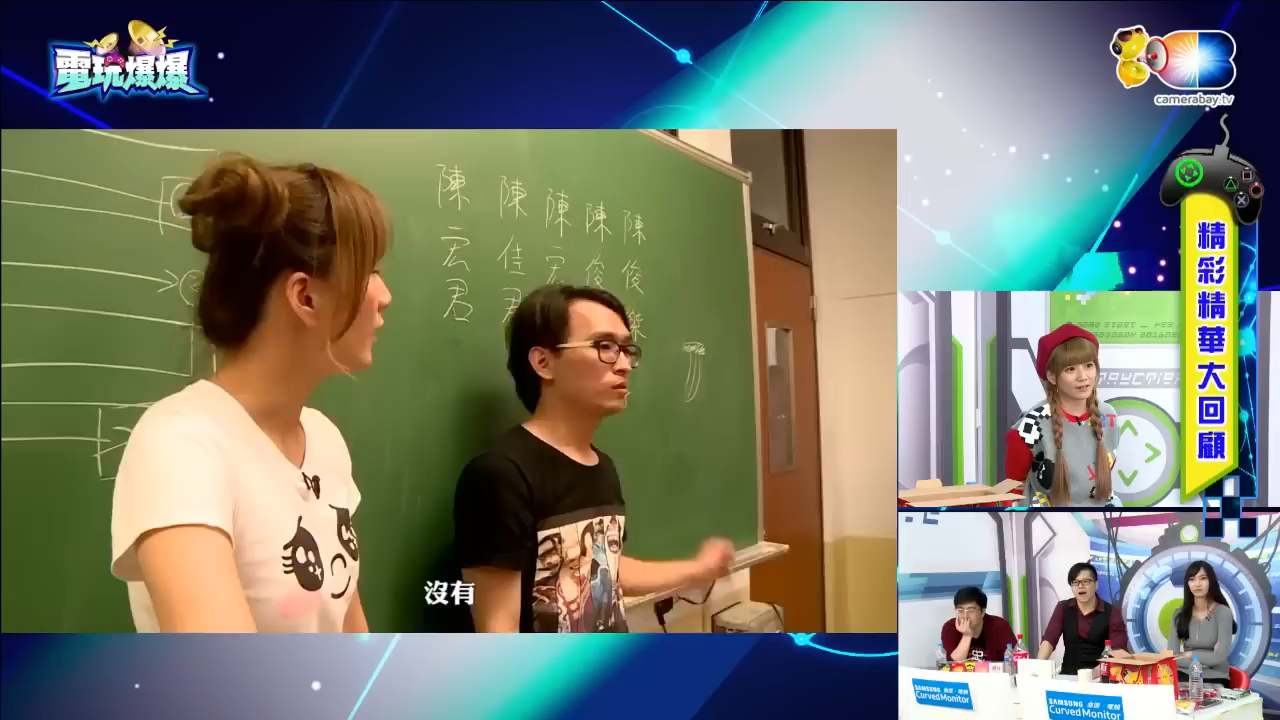 電玩爆爆
camerabay.tv
精彩精華大回顧
陳宏君
陳佳君
陳宏
陳俊
陳俊傑
沒有
SAMSUNG
Curved Monitor
SAMSUNG
Curved Monitor